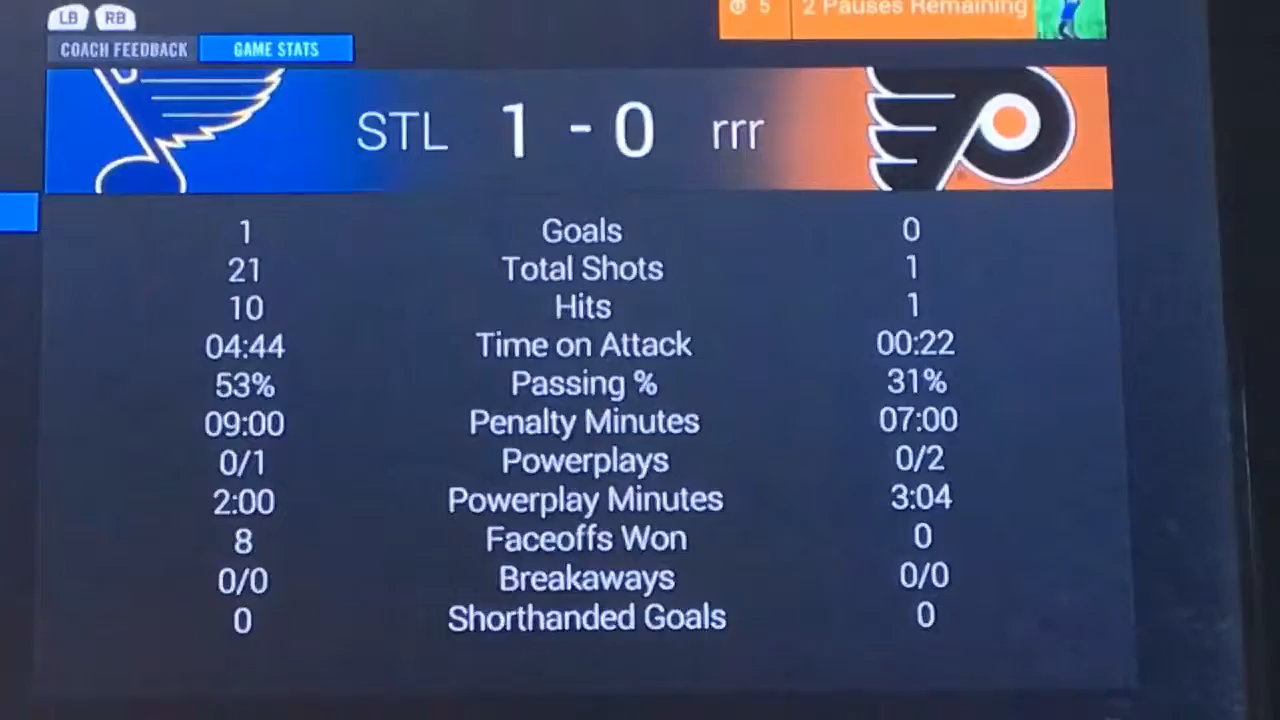 LB RB
5 2 Pauses Remaining
COACH FEEDBACK GAME STATS
STL 1 - 0 rrr
1 Goals 0
21 Total Shots 1
10 Hits 1
04:44 Time on Attack 00:22
53% Passing % 31%
09:00 Penalty Minutes 07:00
0/1 Powerplays 0/2
2:00 Powerplay Minutes 3:04
8 Faceoffs Won 0
0/0 Breakaways 0/0
0 Shorthanded Goals 0